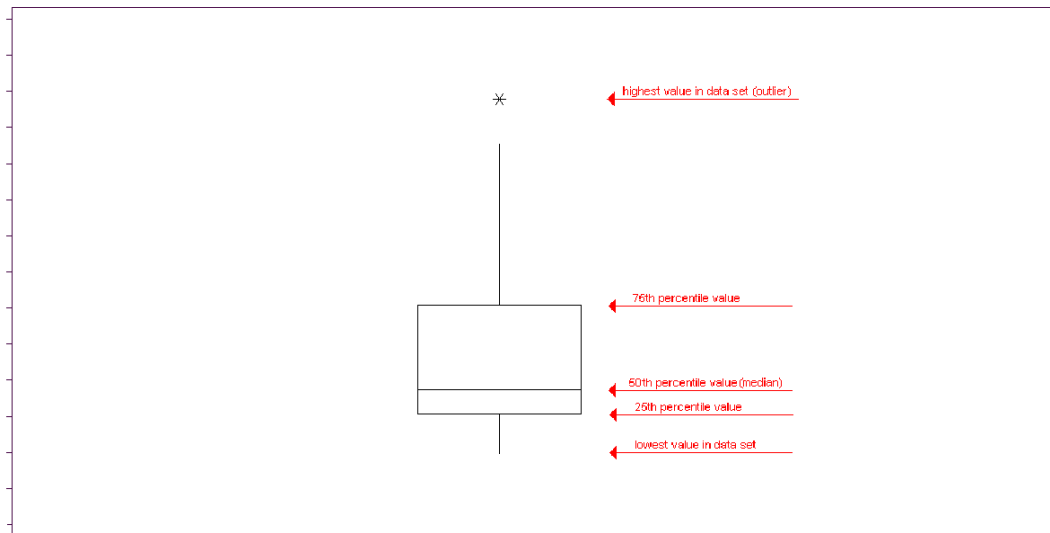 highest value in data set (outlier)
75th percentile value
50th percentile value (median)
25th percentile value
lowest value in data set